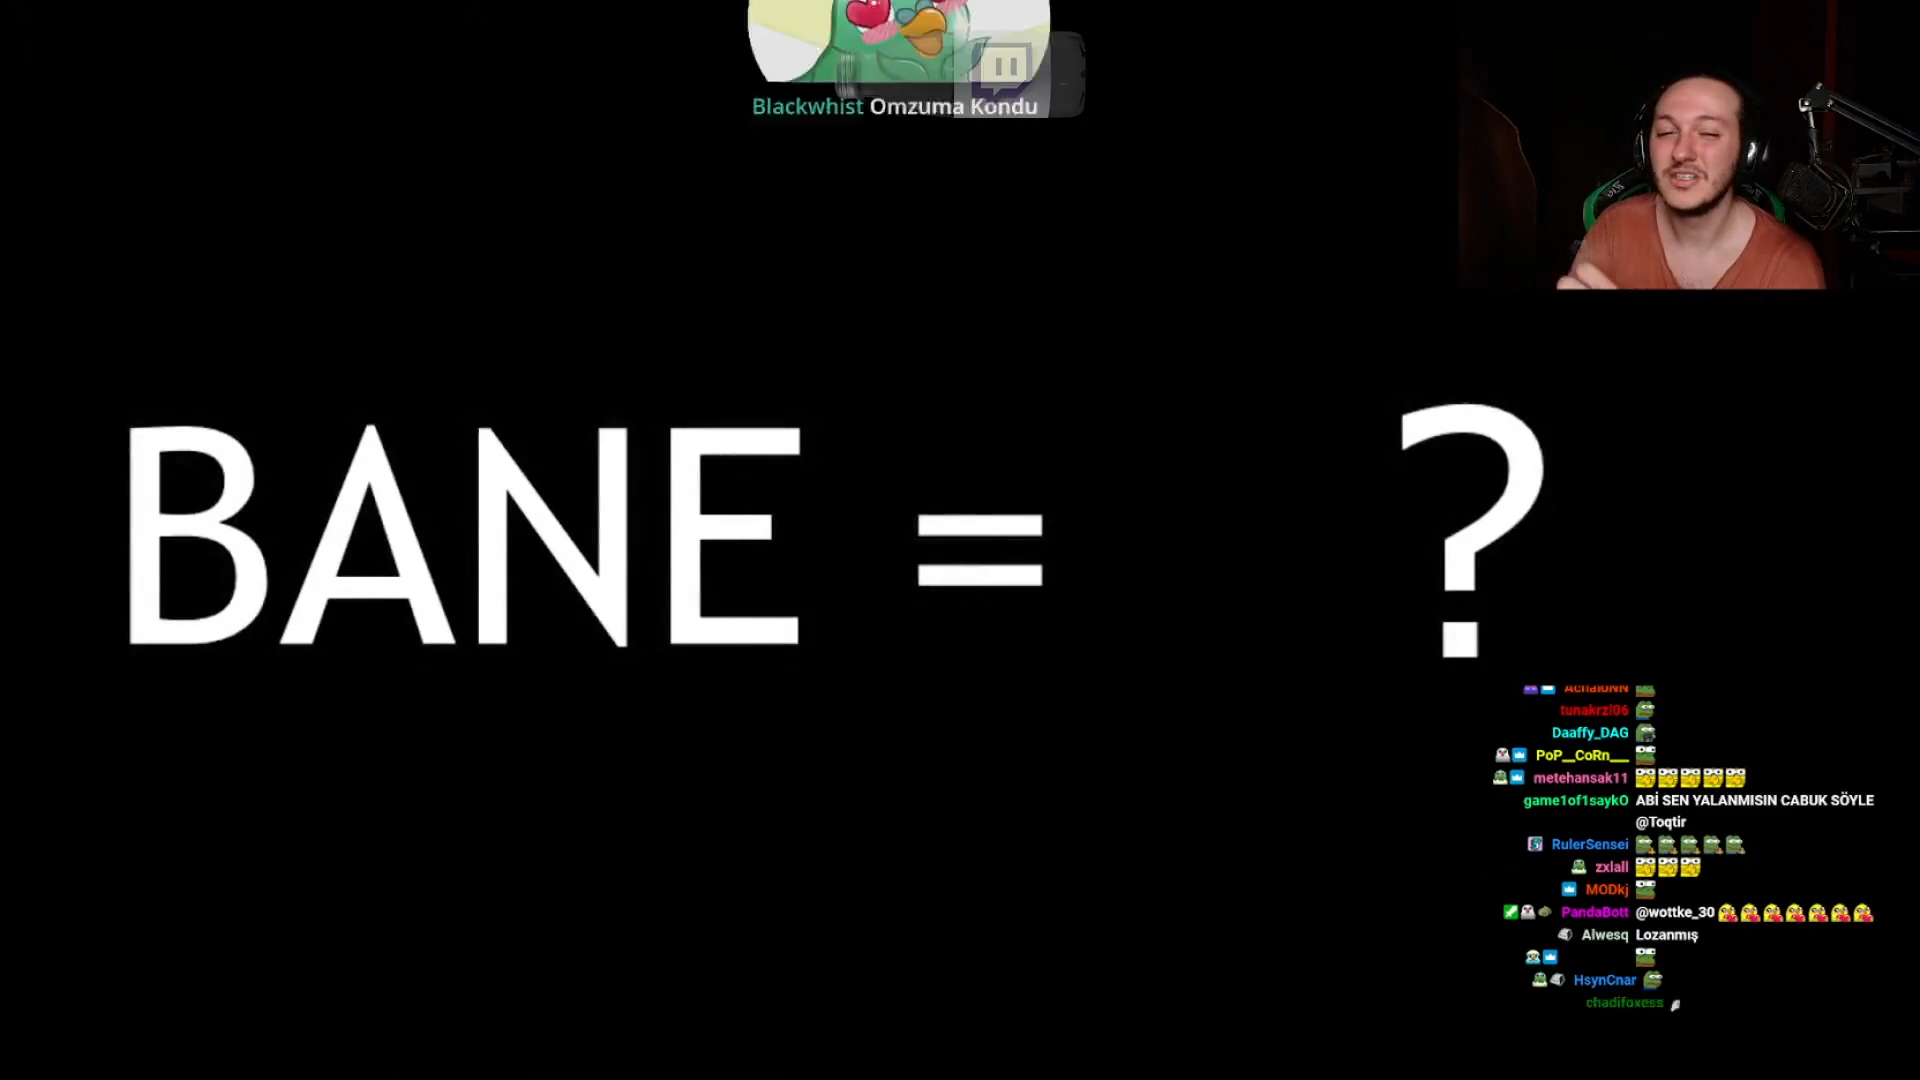 Blackwhist Omzuma Kondu
BANE = ?
tunakrzl06
Daaffy_DAG
PoP__CoRn___
metehansak11
game1of1saykO ABİ SEN YALANMISIN CABUK SÖYLE
@Toqtir
RulerSensei
zxlall
MODkj
PandaBott @wottke_30
Alwesq Lozanmış
HsynCnar
chadifoxess